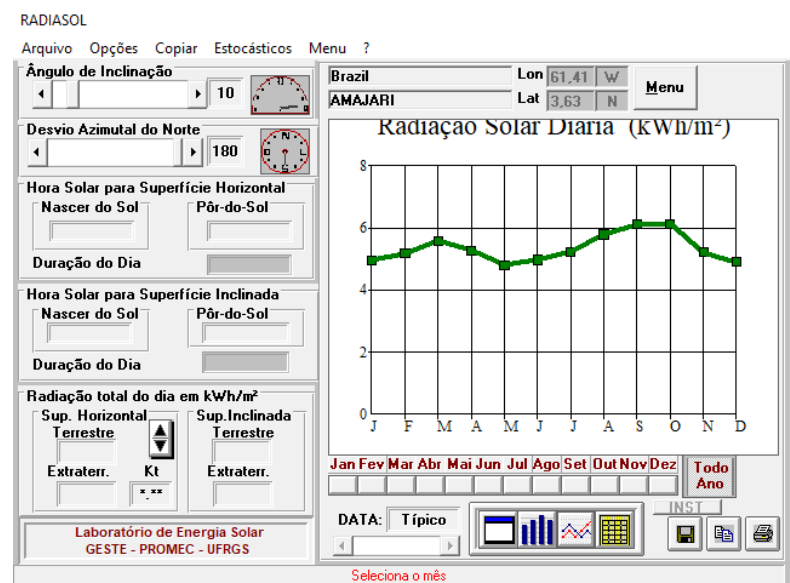 RADIASOL
Arquivo Opções Copiar Estocásticos Menu ?
Ângulo de Inclinação
10
Desvio Azimutal do Norte
180
N
S
Hora Solar para Superfície Horizontal
Nascer do Sol Pôr-do-Sol
Duração do Dia
Hora Solar para Superfície Inclinada
Nascer do Sol Pôr-do-Sol
Duração do Dia
Radiação total do dia em kWh/m²
Sup. Horizontal Sup.Inclinada
Terrestre Terrestre
Extraterr. Kt Extraterr.
*.**
Laboratório de Energia Solar
GESTE - PROMEC - UFRGS
Brazil Lon 61,41 W
AMAJARI Lat 3,63 N
Menu
Radiação Solar Diária (kWh/m²)
8
6
4
2
0
J F M A M J J A S O N D
Jan Fev Mar Abr Mai Jun Jul Ago Set Out Nov Dez
Todo
Ano
INST
DATA: Típico
Seleciona o mês